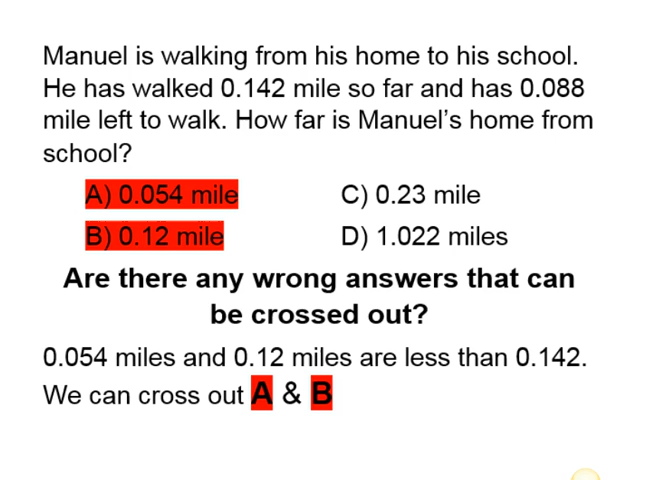 Manuel is walking from his home to his school.
He has walked 0.142 mile so far and has 0.088
mile left to walk. How far is Manuel's home from
school?
A) 0.054 mile C) 0.23 mile
B) 0.12 mile D) 1.022 miles
Are there any wrong answers that can
be crossed out?
0.054 miles and 0.12 miles are less than 0.142.
We can cross out A & B